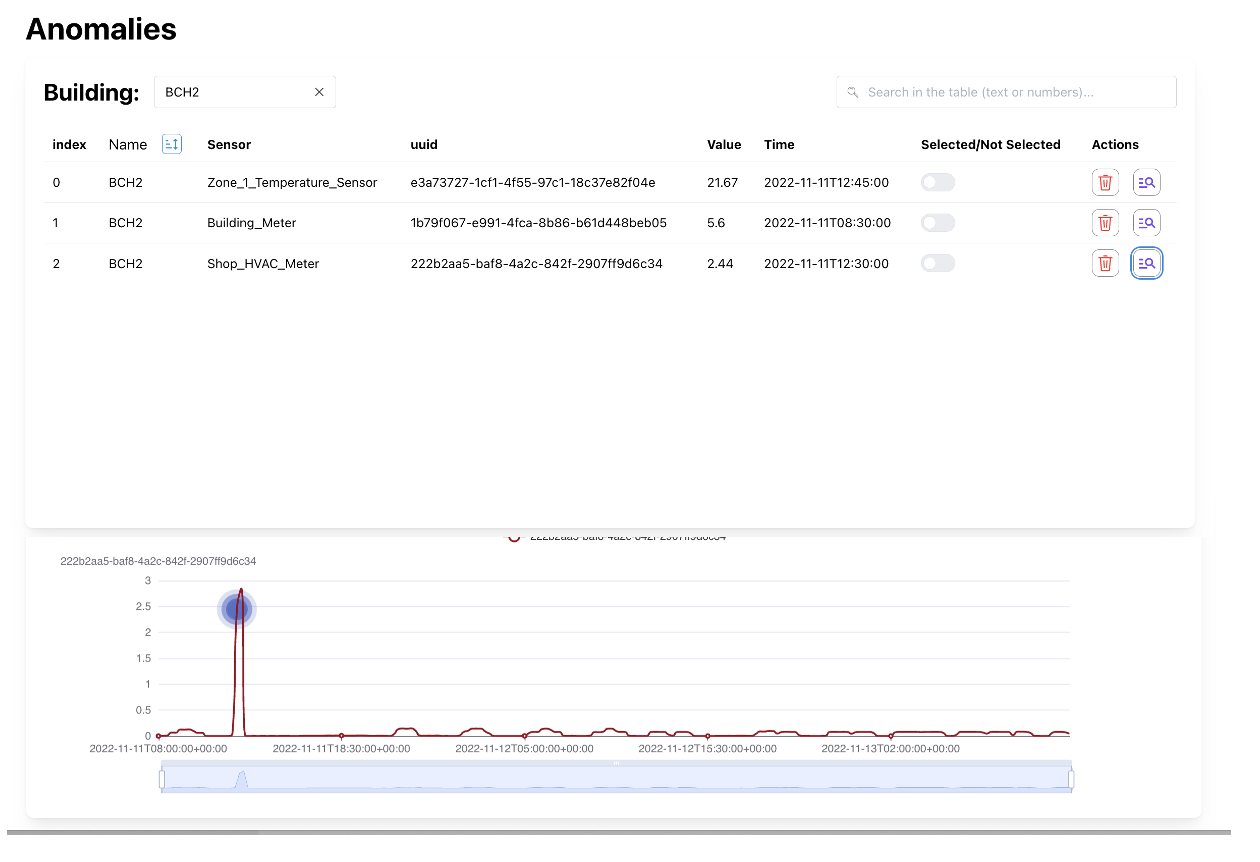 Anomalies
Building: BCH2 Search in the table (text or numbers)...
index Name Sensor uuid Value Time Selected/Not Selected Actions
0 BCH2 Zone_1_Temperature_Sensor e3a73727-1cf1-4f55-97c1-18c37e82f04e 21.67 2022-11-11T12:45:00
1 BCH2 Building_Meter 1b79f067-e991-4fca-8b86-b61d448beb05 5.6 2022-11-11T08:30:00
2 BCH2 Shop_HVAC_Meter 222b2aa5-baf8-4a2c-842f-2907ff9d6c34 2.44 2022-11-11T12:30:00
222b2aa5-baf8-4a2c-842f-2907ff9d6c34
222b2aa5-baf8-4a2c-842f-2907ff9d6c34
3
2.5
2
1.5
1
0.5
0
2022-11-11T08:00:00+00:00 2022-11-11T18:30:00+00:00 2022-11-12T05:00:00+00:00 2022-11-12T15:30:00+00:00 2022-11-13T02:00:00+00:00